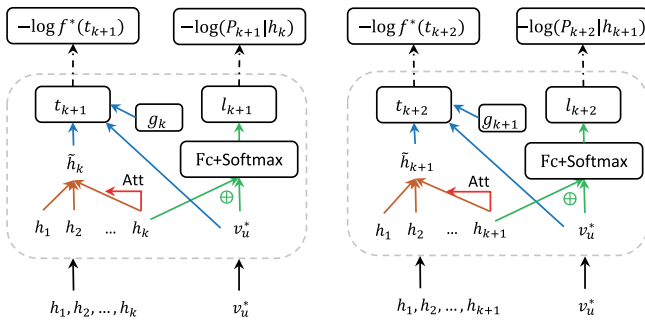 −log f*(t_{k+1}) −log(P_{k+1}|h_k) −log f*(t_{k+2}) −log(P_{k+2}|h_{k+1})
t_{k+1} l_{k+1} t_{k+2} l_{k+2}
g_k g_{k+1}
h̃_k Fc+Softmax h̃_{k+1} Fc+Softmax
Att Att
⊕ ⊕
h_1 h_2 ... h_k v_u^* h_1 h_2 ... h_{k+1} v_u^*
h_1, h_2, ..., h_k v_u^* h_1, h_2, ..., h_{k+1} v_u^*